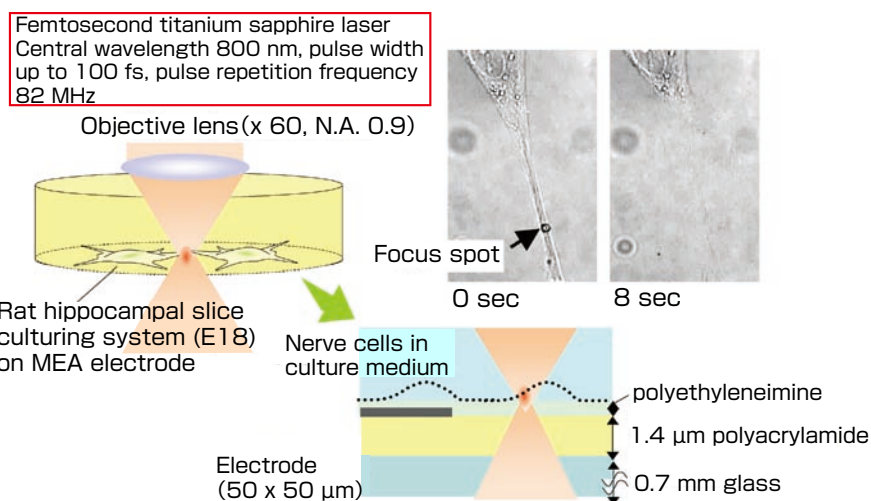 Femtosecond titanium sapphire laser
Central wavelength 800 nm, pulse width
up to 100 fs, pulse repetition frequency
82 MHz
Objective lens(x 60, N.A. 0.9)
Focus spot
0 sec
8 sec
Rat hippocampal slice
culturing system (E18)
on MEA electrode
Nerve cells in
culture medium
polyethyleneimine
1.4 μm polyacrylamide
Electrode
(50 x 50 μm)
0.7 mm glass